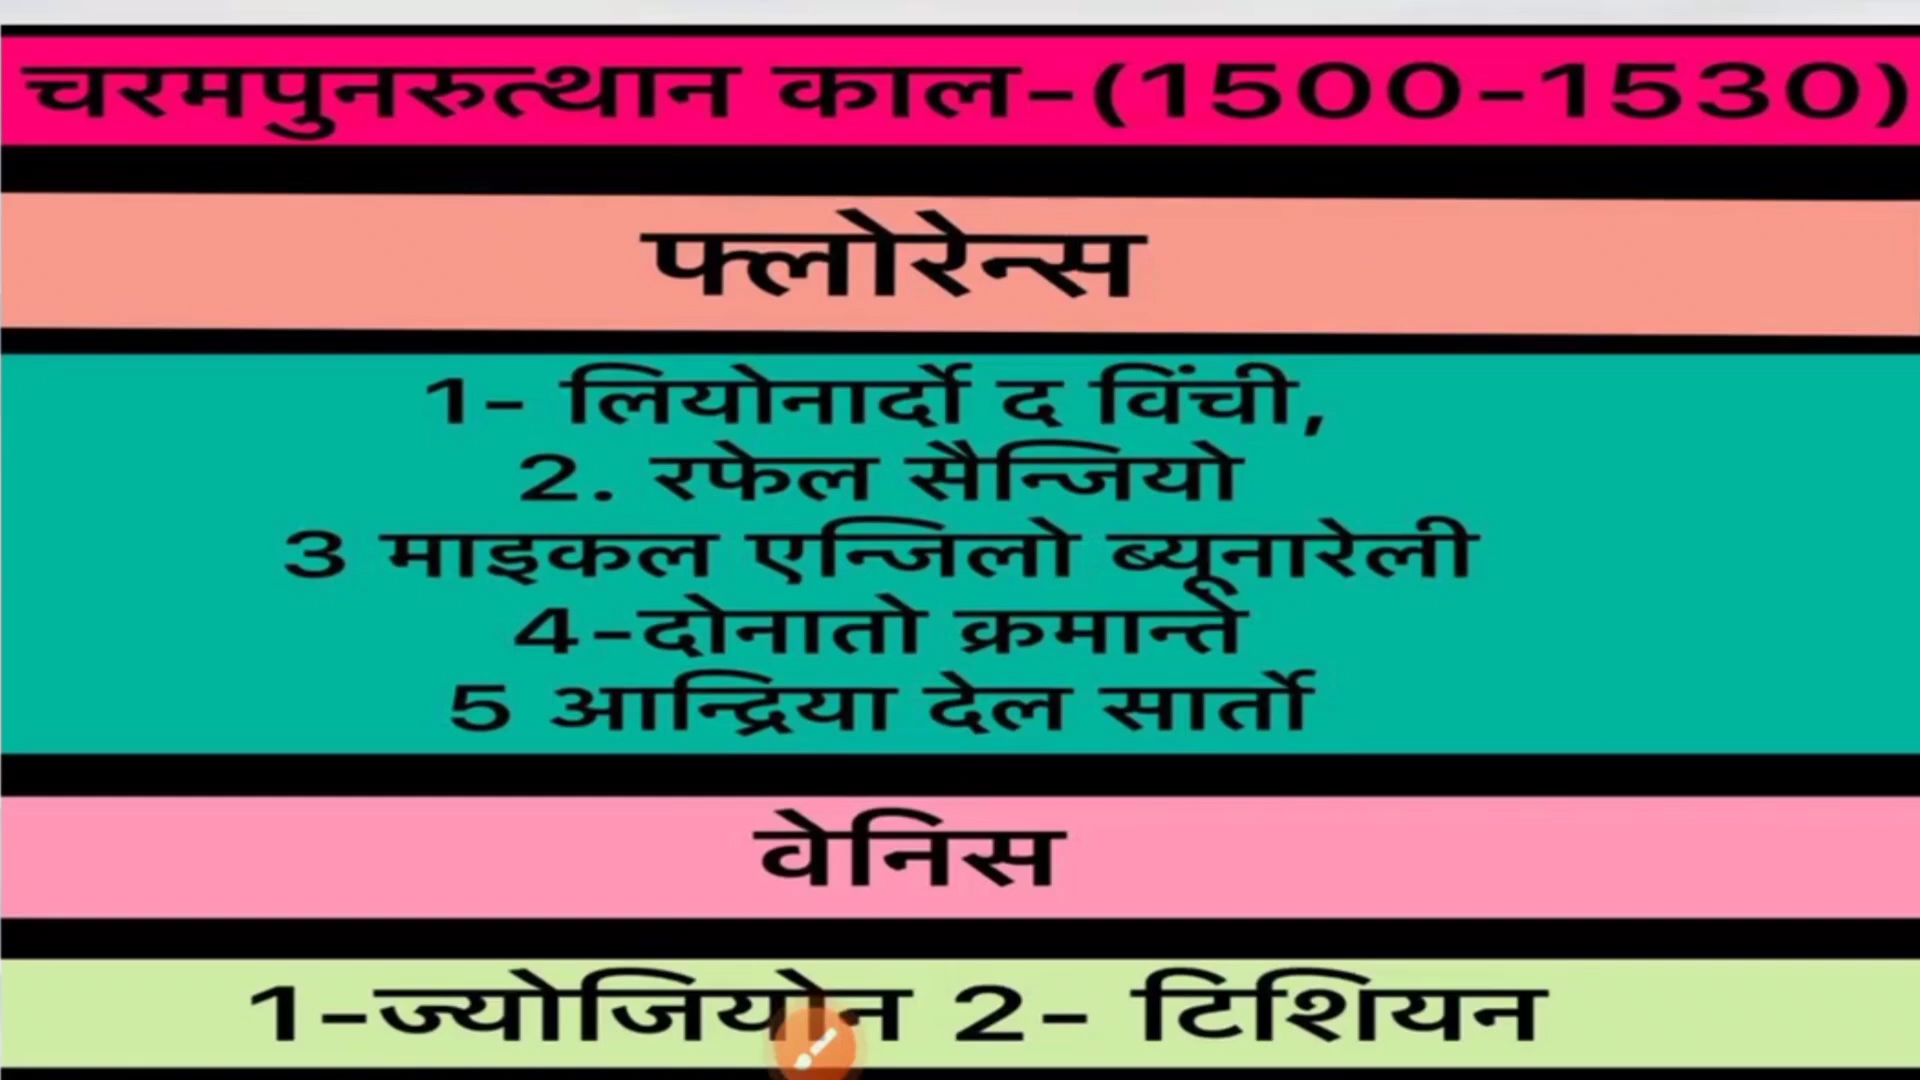 चरमपुनरुत्थान काल-(1500-1530)
फ्लोरेन्स
1- लियोनार्दो द विंची,
2. रफेल सैन्जियो
3 माइकल एन्जिलो ब्यूनारेली
4-दोनातो क्रमान्ते
5 आन्द्रिया देल सार्तो
वेनिस
1-ज्योजियोन 2- टिशियन